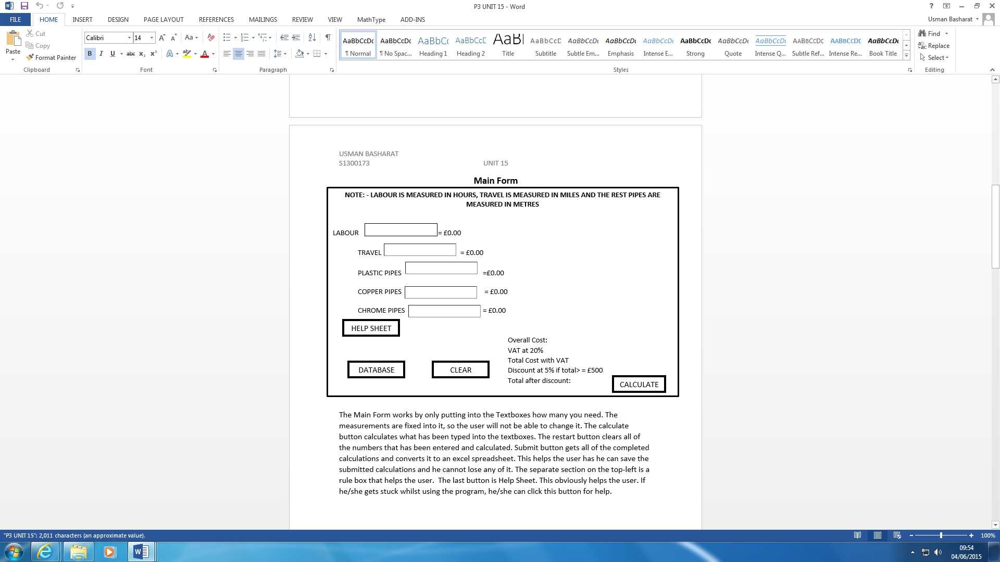 P3 UNIT 15 - Word
FILE HOME INSERT DESIGN PAGE LAYOUT REFERENCES MAILINGS REVIEW VIEW MathType ADD-INS
Usman Basharat
Paste
Cut
Copy
Format Painter
Clipboard
Calibri 14
Font
Paragraph
AaBbCcDc AaBbCcDc AaBbCc AaBbCcD AaBl AaBbCcD AaBbCcDc AaBbCcDc AaBbCcDc AaBbCcDc AaBbCcDc AaBbCcDc AABBCCDE AABBCCDE AaBbCcDc
¶ Normal ¶ No Spac... Heading 1 Heading 2 Title Subtitle Subtle Em... Emphasis Intense E... Strong Quote Intense Q... Subtle Ref... Intense Re... Book Title
Styles
Find
Replace
Select
Editing
USMAN BASHARAT
S1300173 UNIT 15
Main Form
NOTE: - LABOUR IS MEASURED IN HOURS, TRAVEL IS MEASURED IN MILES AND THE REST PIPES ARE
MEASURED IN METRES
LABOUR = £0.00
TRAVEL = £0.00
PLASTIC PIPES =£0.00
COPPER PIPES = £0.00
CHROME PIPES = £0.00
HELP SHEET
Overall Cost:
VAT at 20%
Total Cost with VAT
Discount at 5% if total> = £500
Total after discount:
DATABASE
CLEAR
CALCULATE
The Main Form works by only putting into the Textboxes how many you need. The
measurements are fixed into it, so the user will not be able to change it. The calculate
button calculates what has been typed into the textboxes. The restart button clears all of
the numbers that has been entered and calculated. Submit button gets all of the completed
calculations and converts it to an excel spreadsheet. This helps the user has he can save the
submitted calculations and he cannot lose any of it. The separate section on the top-left is a
rule box that helps the user.  The last button is Help Sheet. This obviously helps the user. If
he/she gets stuck whilst using the program, he/she can click this button for help.
"P3 UNIT 15": 2,011 characters (an approximate value).
100%
09:54
04/06/2015